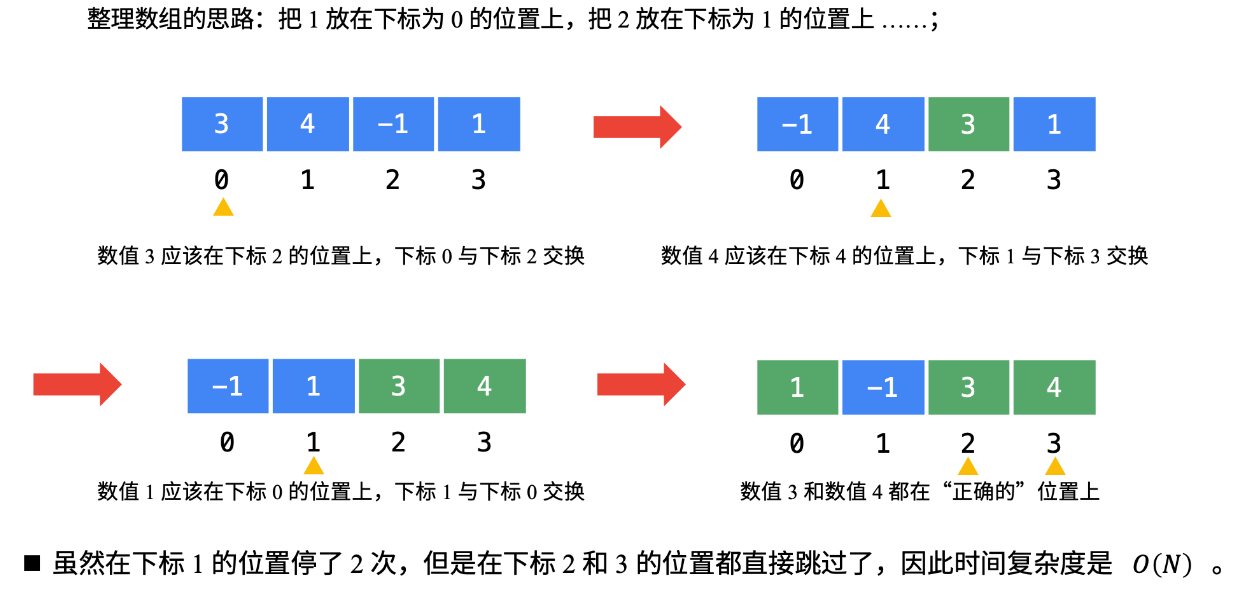 整理数组的思路：把 1 放在下标为 0 的位置上，把 2 放在下标为 1 的位置上 ……；
3 4 −1 1
0 1 2 3
数值 3 应该在下标 2 的位置上，下标 0 与下标 2 交换
−1 4 3 1
0 1 2 3
数值 4 应该在下标 4 的位置上，下标 1 与下标 3 交换
−1 1 3 4
0 1 2 3
数值 1 应该在下标 0 的位置上，下标 1 与下标 0 交换
1 −1 3 4
0 1 2 3
数值 3 和数值 4 都在“正确的”位置上
■ 虽然在下标 1 的位置停了 2 次，但是在下标 2 和 3 的位置都直接跳过了，因此时间复杂度是 O(N) 。